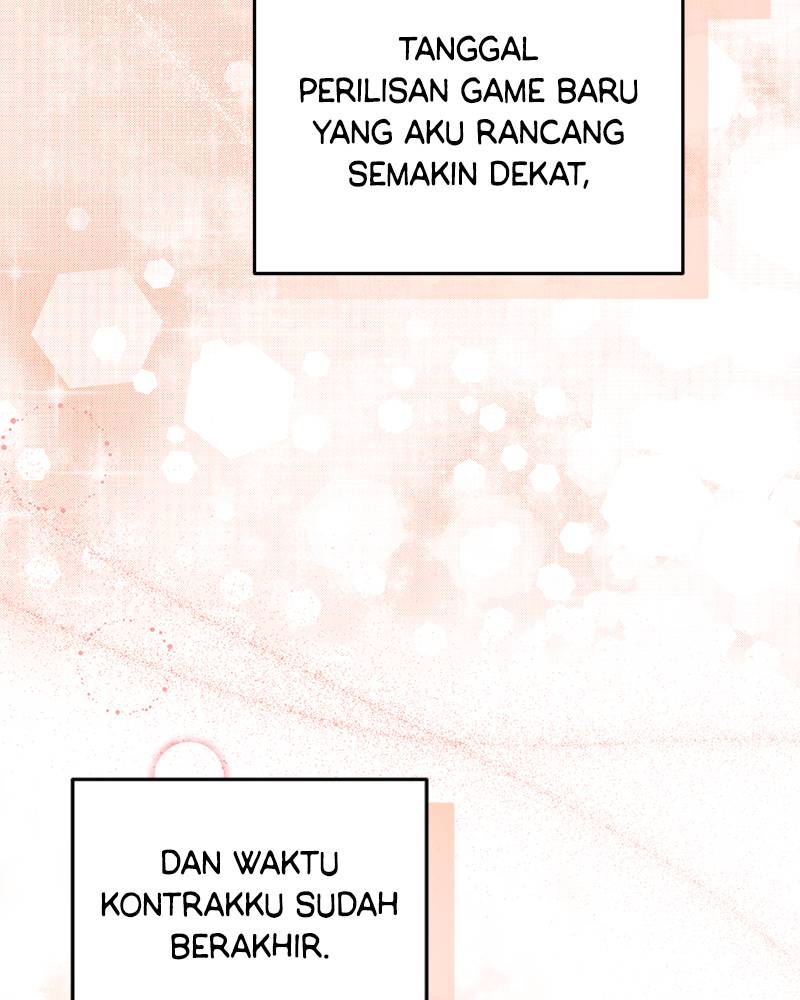 TANGGAL
PERILISAN GAME BARU
YANG AKU RANCANG
SEMAKIN DEKAT,
DAN WAKTU
KONTRAKKU SUDAH
BERAKHIR.